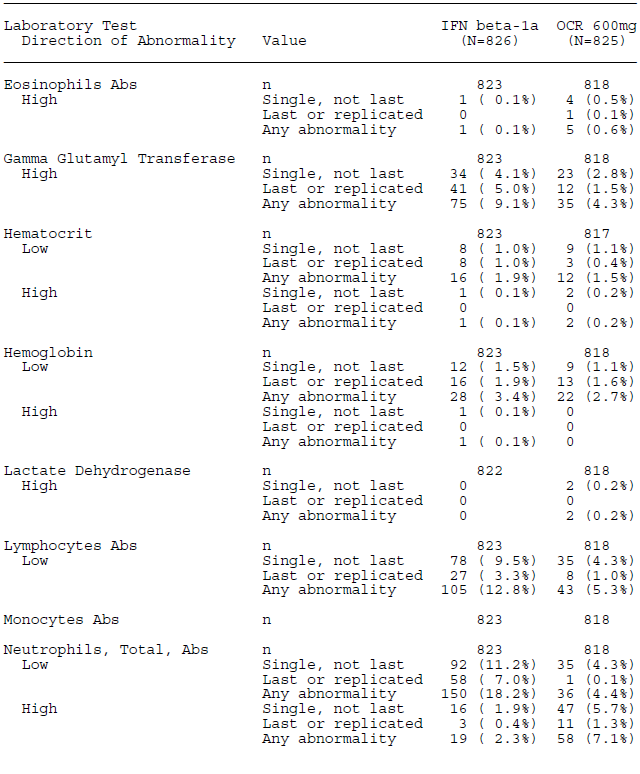 Laboratory Test IFN beta-1a OCR 600mg
Direction of Abnormality Value (N=826) (N=825)
Eosinophils Abs n 823 818
High Single, not last 1 ( 0.1%) 4 (0.5%)
Last or replicated 0 1 (0.1%)
Any abnormality 1 ( 0.1%) 5 (0.6%)
Gamma Glutamyl Transferase n 823 818
High Single, not last 34 ( 4.1%) 23 (2.8%)
Last or replicated 41 ( 5.0%) 12 (1.5%)
Any abnormality 75 ( 9.1%) 35 (4.3%)
Hematocrit n 823 817
Low Single, not last 8 ( 1.0%) 9 (1.1%)
Last or replicated 8 ( 1.0%) 3 (0.4%)
Any abnormality 16 ( 1.9%) 12 (1.5%)
High Single, not last 1 ( 0.1%) 2 (0.2%)
Last or replicated 0 0
Any abnormality 1 ( 0.1%) 2 (0.2%)
Hemoglobin n 823 818
Low Single, not last 12 ( 1.5%) 9 (1.1%)
Last or replicated 16 ( 1.9%) 13 (1.6%)
Any abnormality 28 ( 3.4%) 22 (2.7%)
High Single, not last 1 ( 0.1%) 0
Last or replicated 0 0
Any abnormality 1 ( 0.1%) 0
Lactate Dehydrogenase n 822 818
High Single, not last 0 2 (0.2%)
Last or replicated 0 0
Any abnormality 0 2 (0.2%)
Lymphocytes Abs n 823 818
Low Single, not last 78 ( 9.5%) 35 (4.3%)
Last or replicated 27 ( 3.3%) 8 (1.0%)
Any abnormality 105 (12.8%) 43 (5.3%)
Monocytes Abs n 823 818
Neutrophils, Total, Abs n 823 818
Low Single, not last 92 (11.2%) 35 (4.3%)
Last or replicated 58 ( 7.0%) 1 (0.1%)
Any abnormality 150 (18.2%) 36 (4.4%)
High Single, not last 16 ( 1.9%) 47 (5.7%)
Last or replicated 3 ( 0.4%) 11 (1.3%)
Any abnormality 19 ( 2.3%) 58 (7.1%)